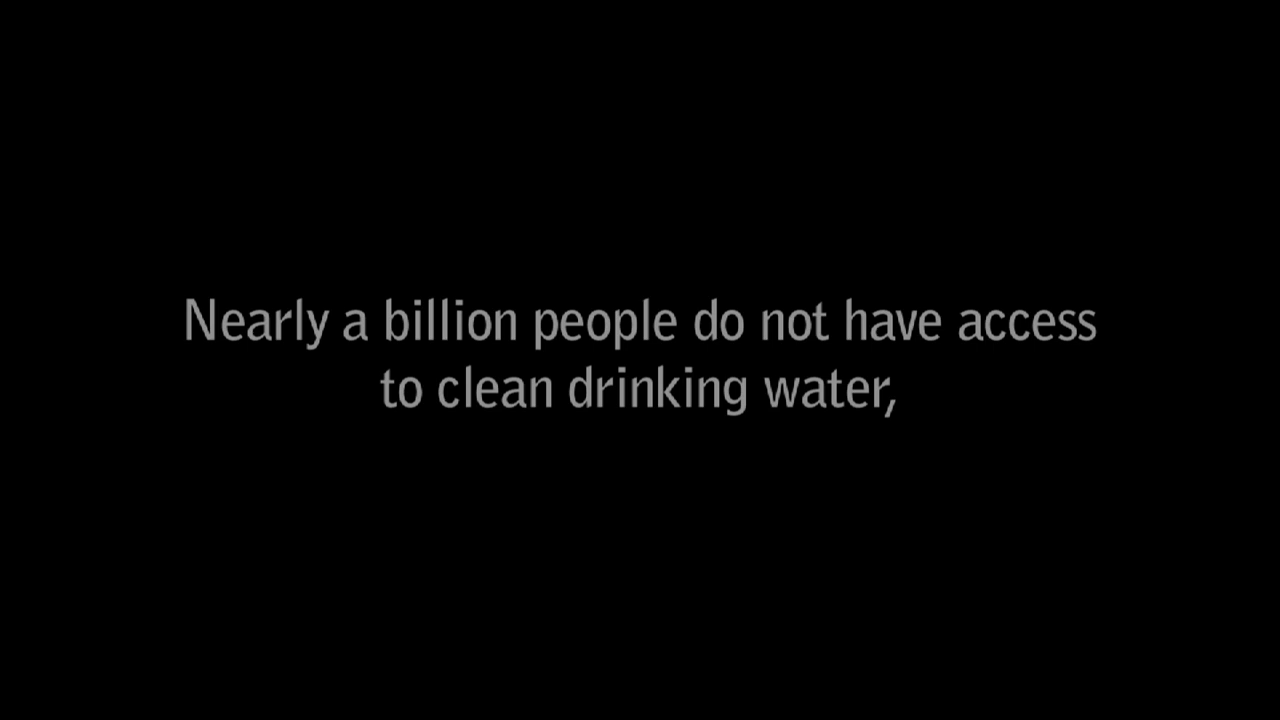 Nearly a billion people do not have access
to clean drinking water,